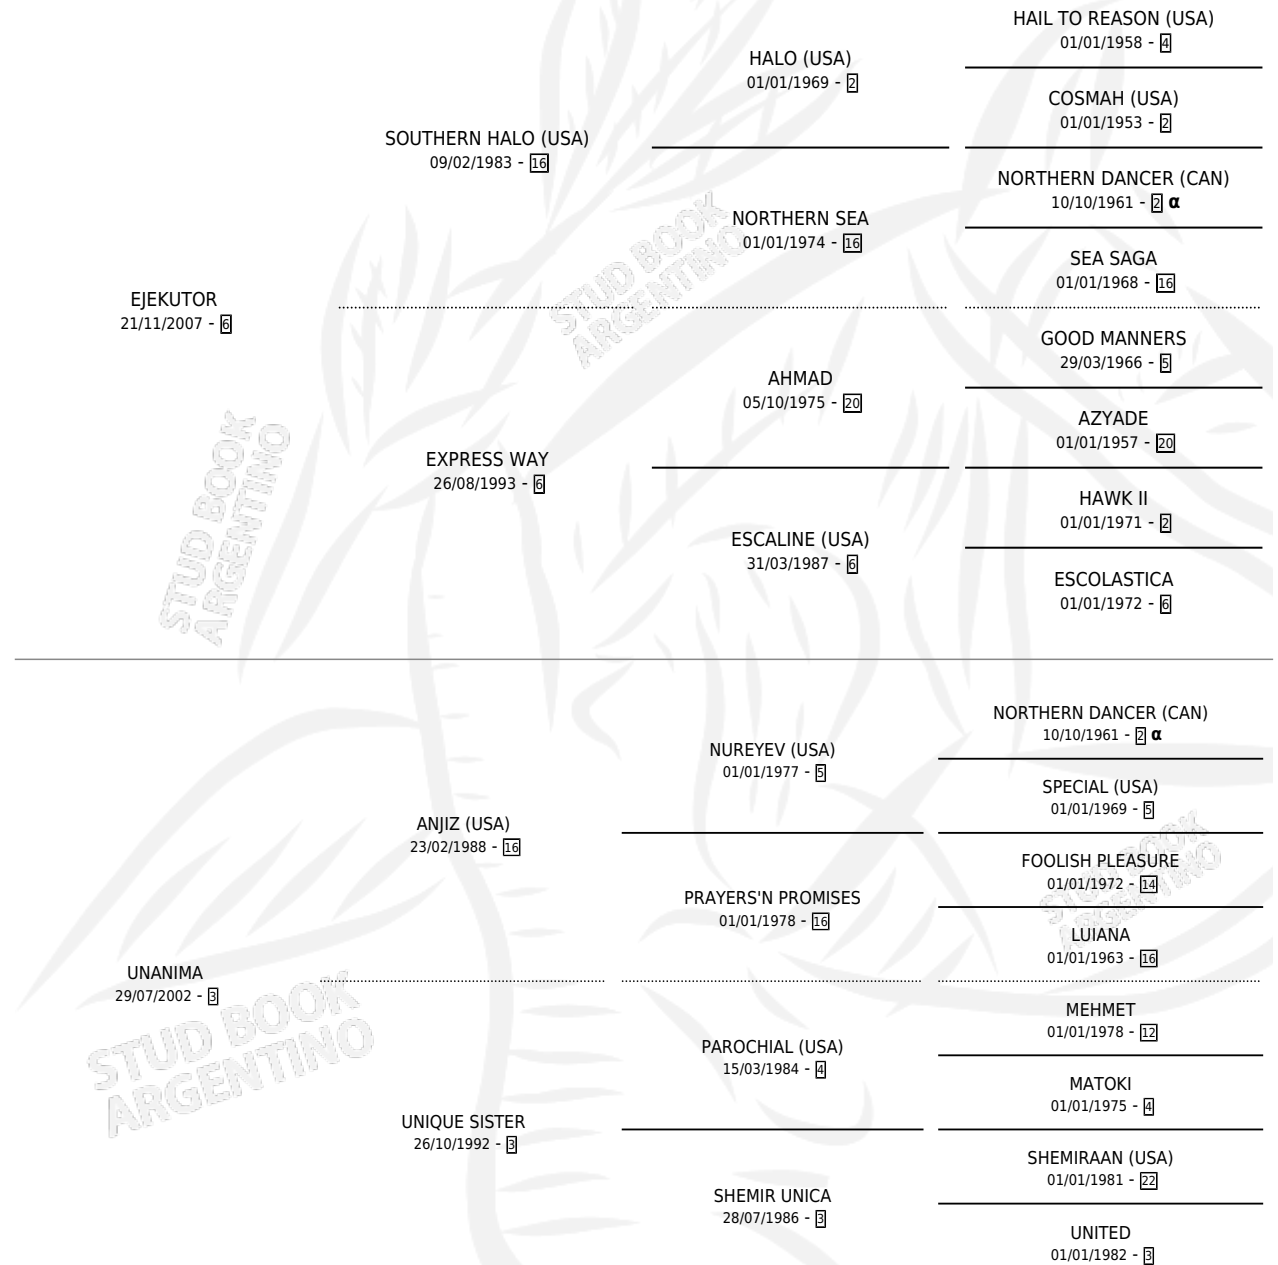 HAIL TO REASON (USA)
01/01/1958 - 4
HALO (USA)
01/01/1969 - 2
COSMAH (USA)
01/01/1953 - 2
SOUTHERN HALO (USA)
09/02/1983 - 16
NORTHERN DANCER (CAN)
10/10/1961 - 2 α
NORTHERN SEA
01/01/1974 - 16
SEA SAGA
01/01/1968 - 16
EJEKUTOR
21/11/2007 - 6
GOOD MANNERS
29/03/1966 - 5
AHMAD
05/10/1975 - 20
AZYADE
01/01/1957 - 20
EXPRESS WAY
26/08/1993 - 6
HAWK II
01/01/1971 - 2
ESCALINE (USA)
31/03/1987 - 6
ESCOLASTICA
01/01/1972 - 6
NORTHERN DANCER (CAN)
10/10/1961 - 2 α
NUREYEV (USA)
01/01/1977 - 5
SPECIAL (USA)
01/01/1969 - 5
ANJIZ (USA)
23/02/1988 - 16
FOOLISH PLEASURE
01/01/1972 - 14
PRAYERS'N PROMISES
01/01/1978 - 16
LUIANA
01/01/1963 - 16
UNANIMA
29/07/2002 - 3
MEHMET
01/01/1978 - 12
PAROCHIAL (USA)
15/03/1984 - 4
MATOKI
01/01/1975 - 4
UNIQUE SISTER
26/10/1992 - 3
SHEMIRAAN (USA)
01/01/1981 - 22
SHEMIR UNICA
28/07/1986 - 3
UNITED
01/01/1982 - 3
STUD BOOK
ARGENTINO
STUD BOOK
ARGENTINO
STUD BOOK
ARGENTINO
STUD BOOK
ARGENTINO